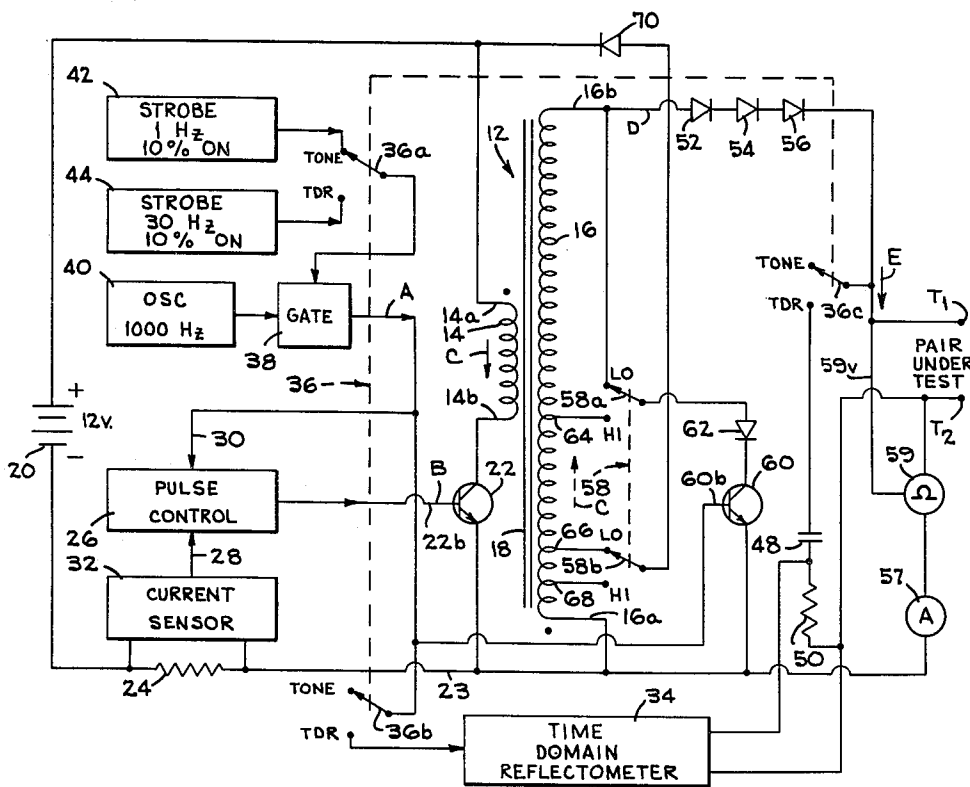 70
42
STROBE
1 Hz
10% ON
TONE
36a
44
STROBE
30 Hz
10% ON
TDR
40
OSC
1000 Hz
GATE
38
A
36
12
16b
D
52
54
56
16
14a
14
C
14b
TONE
36c
E
TDR
T1
PAIR
UNDER
TEST
T2
59v
LO
58a
HI
64
62
58
C
60
60b
59
Ω
+
12v.
−
20
30
PULSE
CONTROL
26
B
22
22b
18
28
32
CURRENT
SENSOR
66
LO
58b
68
HI
16a
48
50
57
A
24
23
TONE
36b
TDR
34
TIME
DOMAIN
REFLECTOMETER